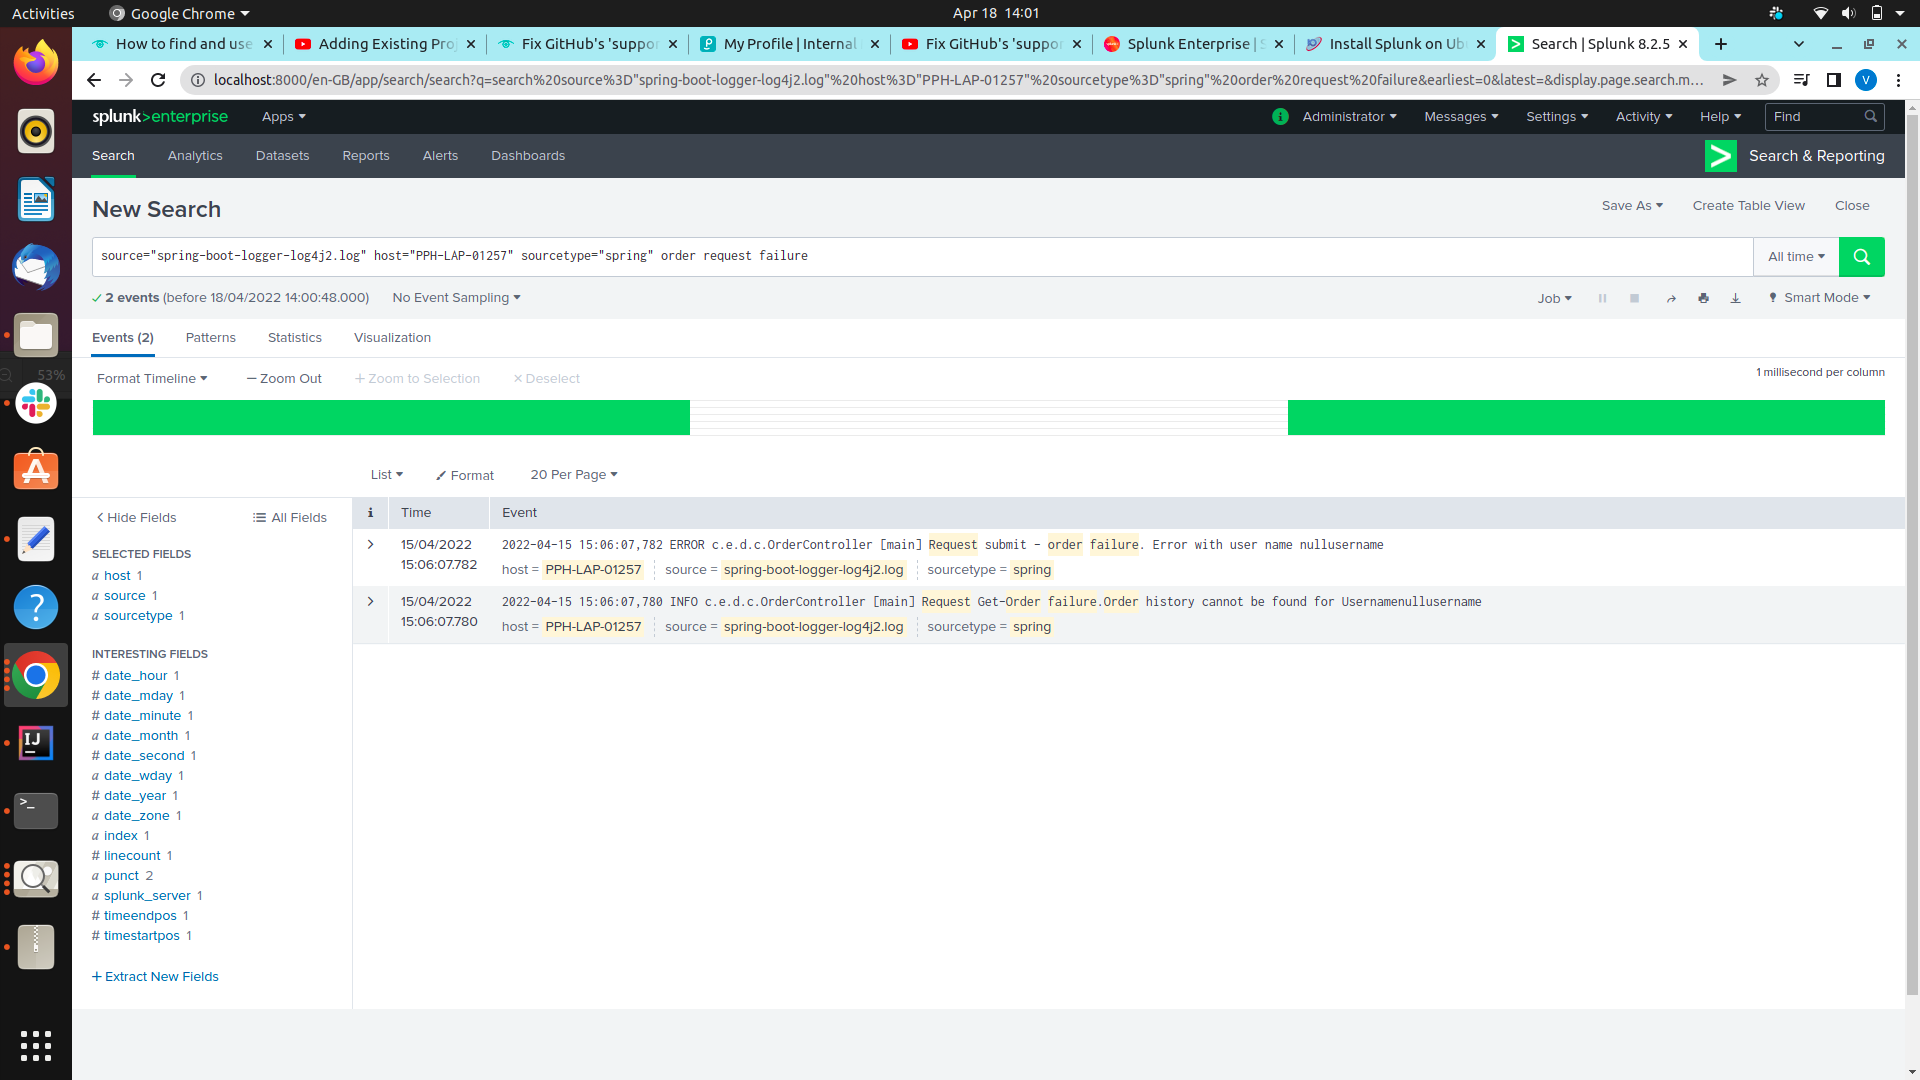 Activities
Google Chrome
Apr 18 14:01
How to find and use
Adding Existing Proj
Fix GitHub's 'suppor
My Profile | Internal
Fix GitHub's 'suppor
Splunk Enterprise | S
Install Splunk on Ub
Search | Splunk 8.2.5
localhost:8000/en-GB/app/search/search?q=search%20source%3D"spring-boot-logger-log4j2.log"%20host%3D"PPH-LAP-01257"%20sourcetype%3D"spring"%20order%20request%20failure&earliest=0&latest=&display.page.search.m...
V
splunk>enterprise
Apps
Administrator
Messages
Settings
Activity
Help
Find
Search
Analytics
Datasets
Reports
Alerts
Dashboards
Search & Reporting
New Search
Save As
Create Table View
Close
source="spring-boot-logger-log4j2.log" host="PPH-LAP-01257" sourcetype="spring" order request failure
All time
2 events (before 18/04/2022 14:00:48.000)
No Event Sampling
Job
Smart Mode
Events (2)
Patterns
Statistics
Visualization
53%
Format Timeline
− Zoom Out
+ Zoom to Selection
× Deselect
1 millisecond per column
List
Format
20 Per Page
< Hide Fields
All Fields
i
Time
Event
SELECTED FIELDS
a host 1
a source 1
a sourcetype 1
INTERESTING FIELDS
# date_hour 1
# date_mday 1
# date_minute 1
a date_month 1
# date_second 1
a date_wday 1
# date_year 1
a date_zone 1
a index 1
# linecount 1
a punct 2
a splunk_server 1
# timeendpos 1
# timestartpos 1
+ Extract New Fields
15/04/2022
15:06:07.782
2022-04-15 15:06:07,782 ERROR c.e.d.c.OrderController [main] Request submit - order failure. Error with user name nullusername
host = PPH-LAP-01257
source = spring-boot-logger-log4j2.log
sourcetype = spring
15/04/2022
15:06:07.780
2022-04-15 15:06:07,780 INFO c.e.d.c.OrderController [main] Request Get-Order failure.Order history cannot be found for Usernamenullusername
host = PPH-LAP-01257
source = spring-boot-logger-log4j2.log
sourcetype = spring